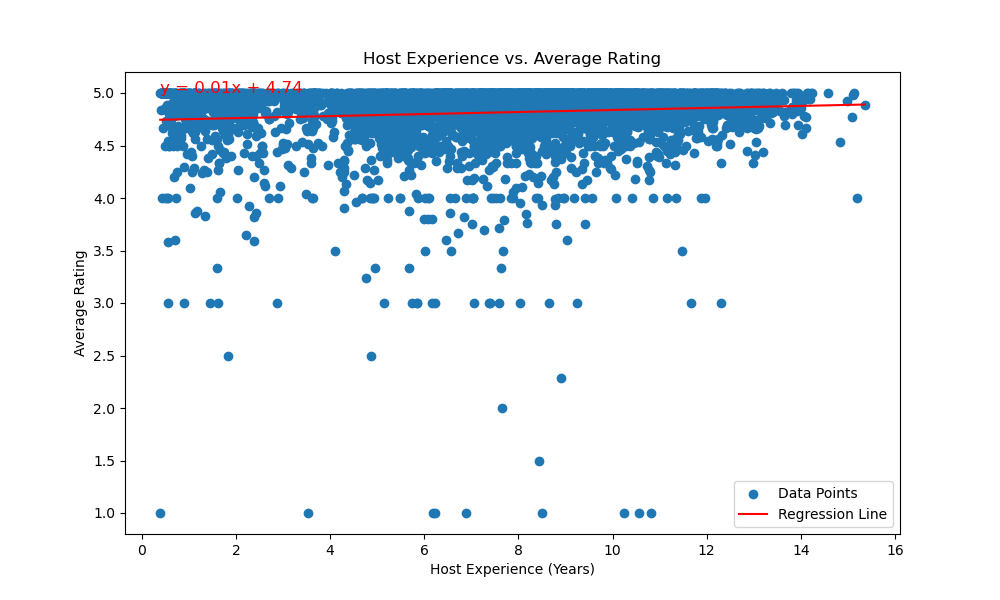 Host Experience vs. Average Rating
y = 0.01x + 4.74
5.0
4.5
4.0
3.5
3.0
2.5
2.0
1.5
1.0
Average Rating
Data Points
Regression Line
0 2 4 6 8 10 12 14 16
Host Experience (Years)